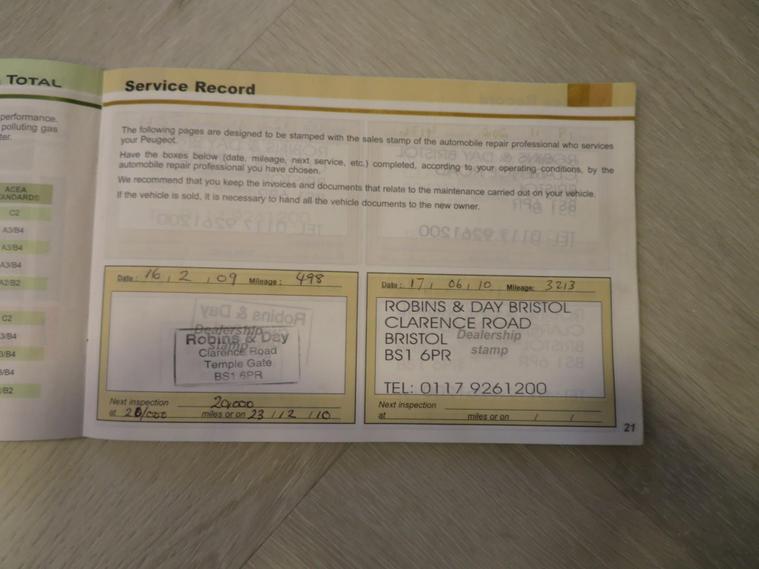 TOTAL
performance.
polluting gas
ter.
ACEA
ANDARDS
C2
A3/B4
A3/B4
A3/B4
A2/B2
C2
3/B4
3/B4
/B4
/B2
Service Record
The following pages are designed to be stamped with the sales stamp of the automobile repair professional who services
your Peugeot.
Have the boxes below (date, mileage, next service, etc.) completed, according to your operating conditions, by the
automobile repair professional you have chosen.
We recommend that you keep the invoices and documents that relate to the maintenance carried out on your vehicle.
If the vehicle is sold, it is necessary to hand all the vehicle documents to the new owner.
Date : 16 , 2 , 09 Mileage : 498
Dealership
stamp
Robins & Day
Clarence Road
Temple Gate
BS1 6PR
Next inspection 20,000
at miles or on 23 / 12 / 10
Date : 17 , 06 , 10 Mileage: 3213
ROBINS & DAY BRISTOL
CLARENCE ROAD
BRISTOL
BS1 6PR
Dealership
stamp
TEL: 0117 9261200
Next inspection
at miles or on / /
21